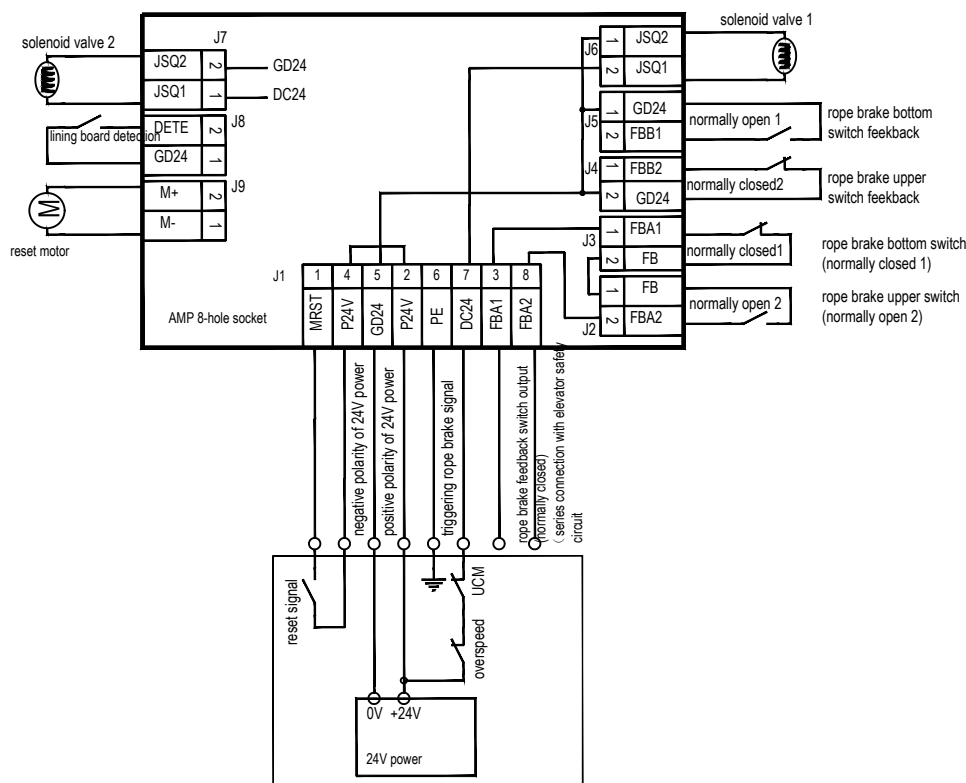 solenoid valve 2
J7
JSQ2
2
GD24
JSQ1
1
DC24
J8
DETE
2
lining board detection
GD24
1
J9
M+
2
M
M-
1
reset motor
solenoid valve 1
J6
1
JSQ2
2
JSQ1
J5
1
GD24
normally open 1
2
FBB1
rope brake bottom
switch feekback
J4
1
FBB2
normally closed2
2
GD24
rope brake upper
switch feekback
J3
1
FBA1
normally closed1
2
FB
rope brake bottom switch
(normally closed 1)
J2
1
FB
normally open 2
2
FBA2
rope brake upper switch
(normally open 2)
J1
1
4
5
2
6
7
3
8
AMP 8-hole socket
MRST
P24V
GD24
P24V
PE
DC24
FBA1
FBA2
negative polarity of 24V power
positive polarity of 24V power
triggering rope brake signal
rope brake feedback switch output
(normally closed)
(series connection with elevator safety
circuit
reset signal
UCM
overspeed
0V
+24V
24V power